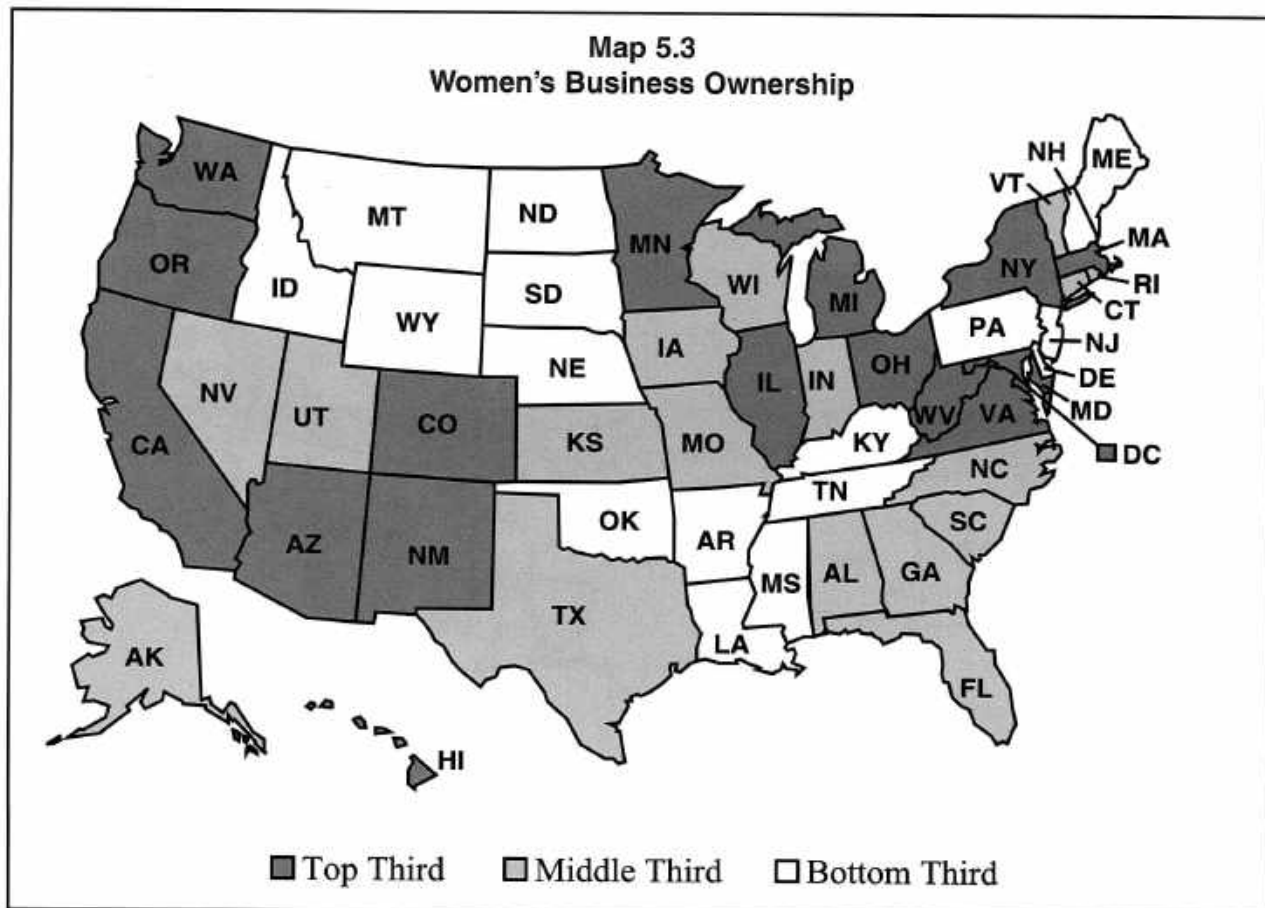 Map 5.3
Women's Business Ownership
WA
MT
ND
MN
NH
ME
VT
OR
ID
SD
WI
NY
MA
MI
RI
WY
CT
PA
IA
NE
NJ
OH
NV
IL
IN
DE
UT
CO
WV
VA
MD
CA
KS
MO
KY
DC
NC
TN
OK
AR
SC
AZ
NM
MS
AL
GA
TX
LA
AK
FL
HI
Top Third
Middle Third
Bottom Third